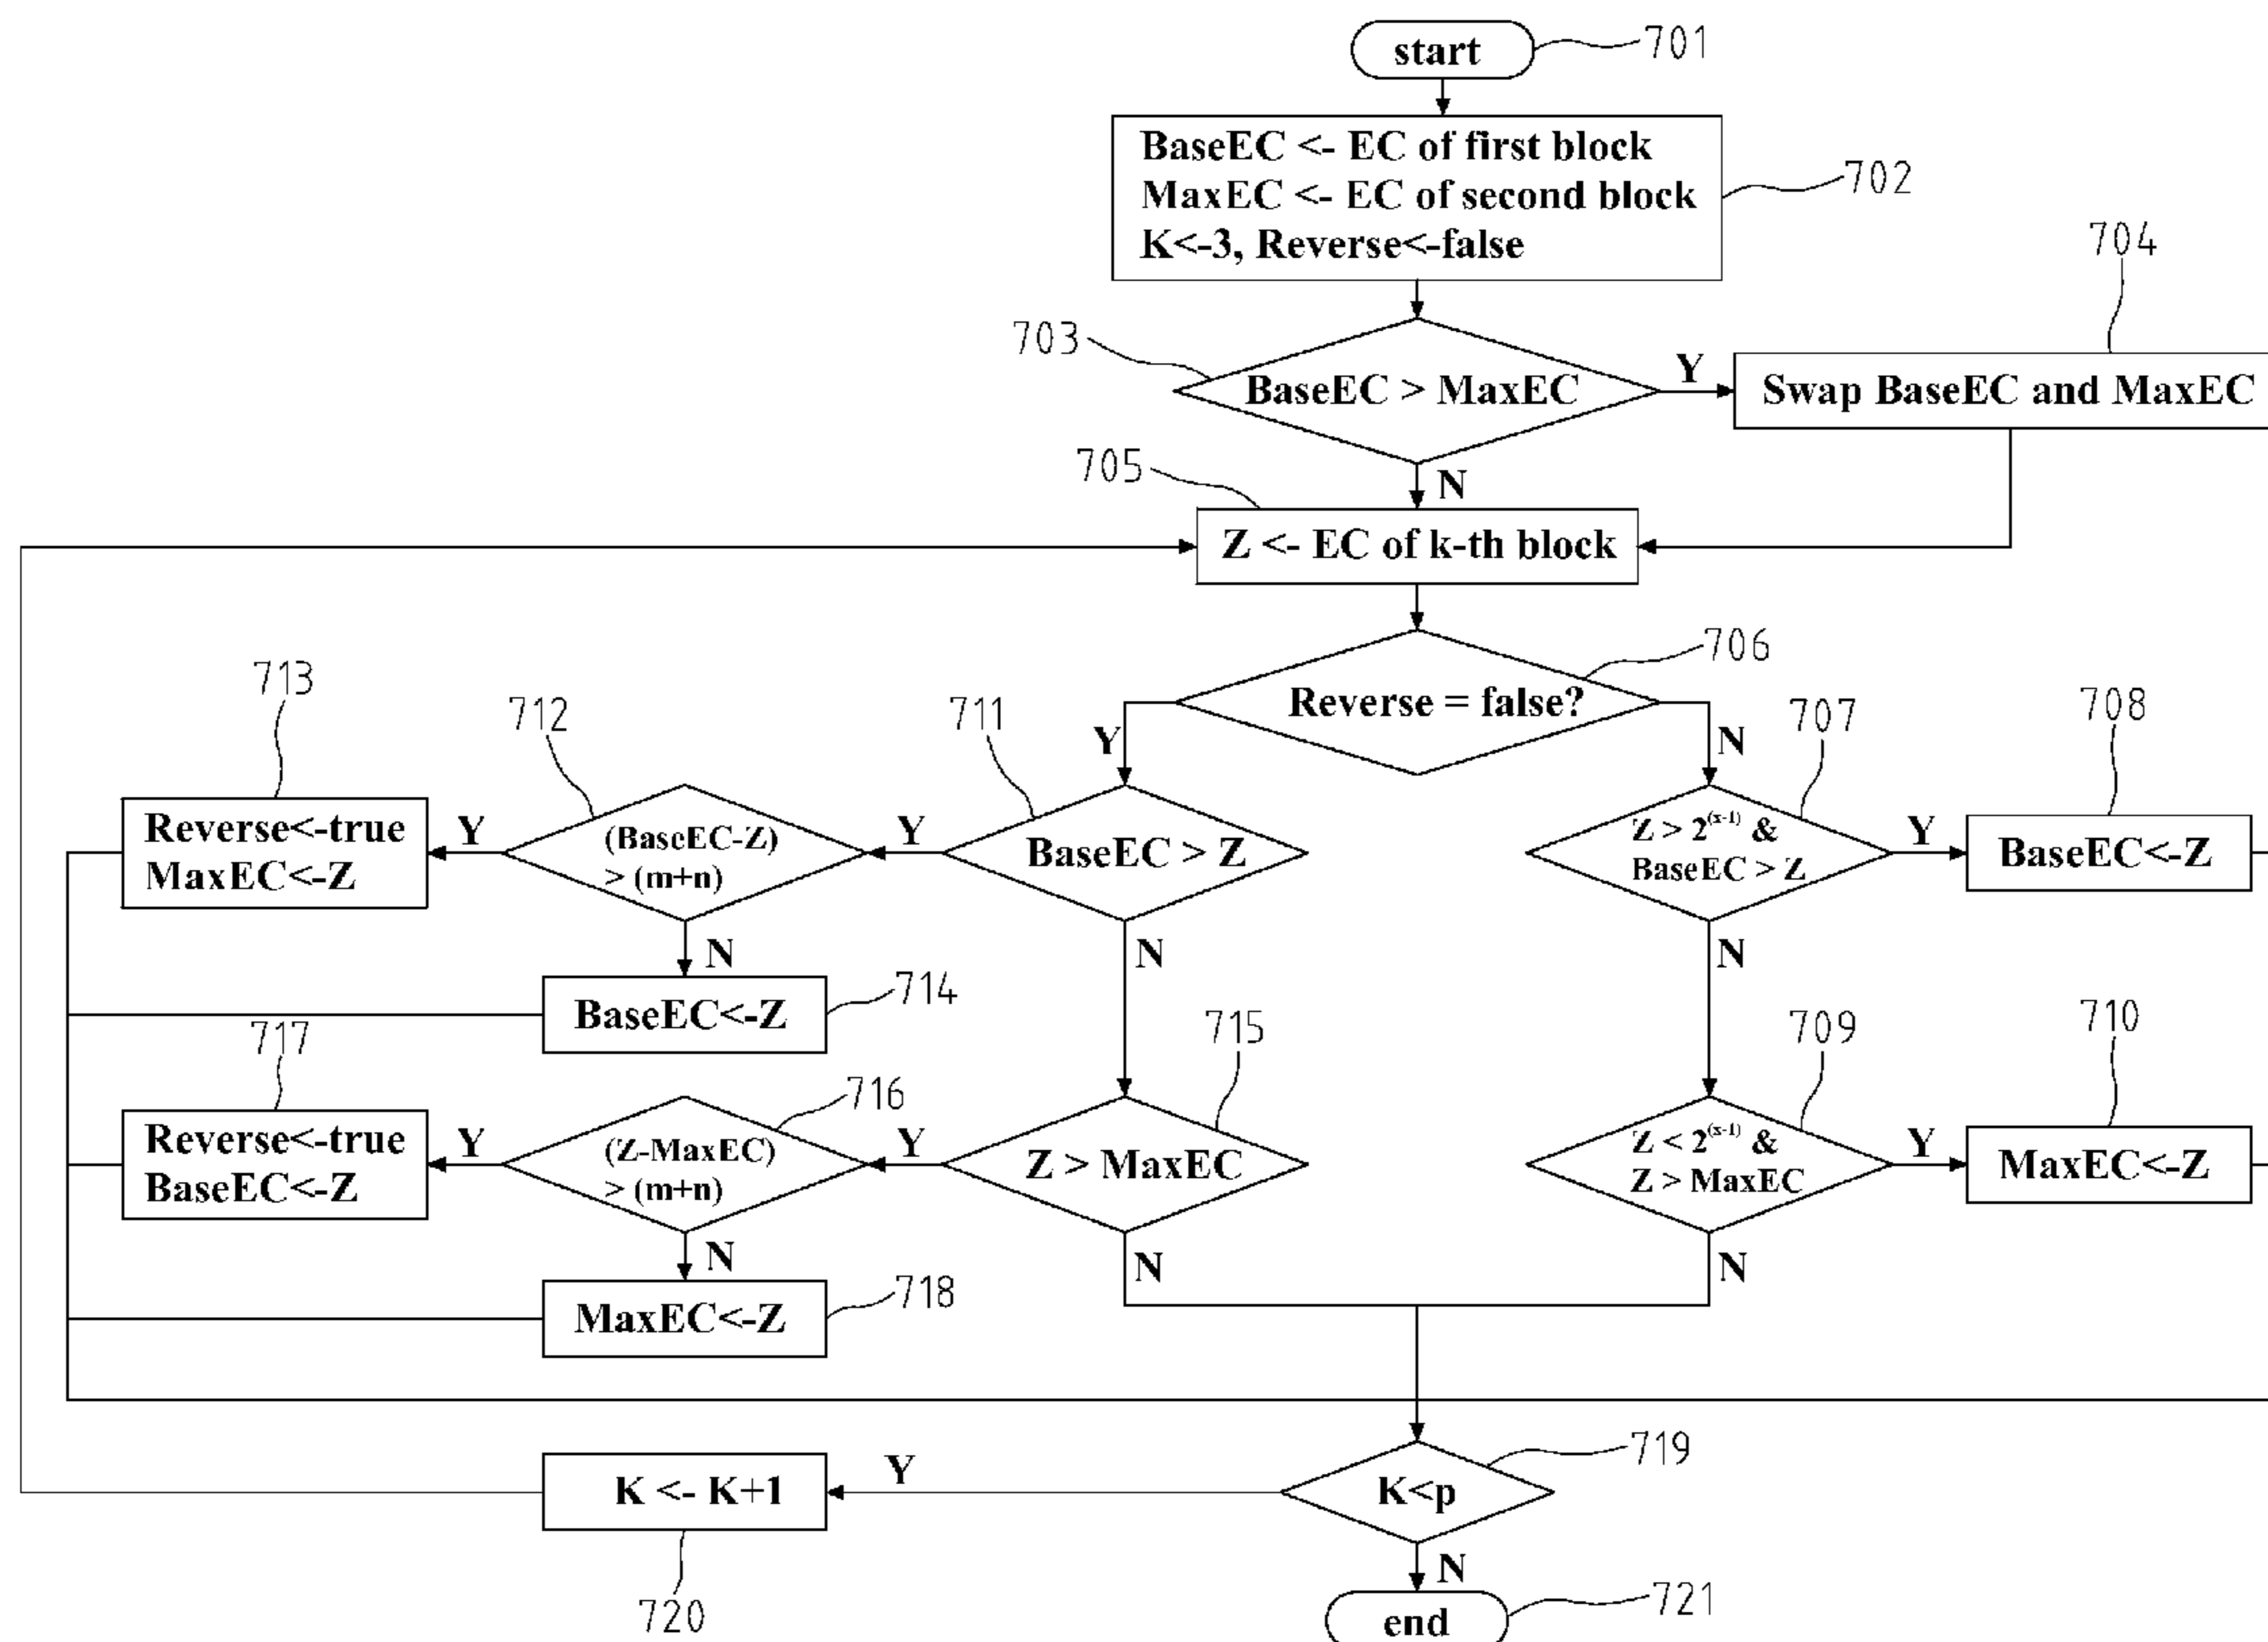 start
701
BaseEC <- EC of first block
MaxEC <- EC of second block
K<-3, Reverse<-false
702
703
BaseEC > MaxEC
Y
704
Swap BaseEC and MaxEC
N
705
Z <- EC of k-th block
706
Reverse = false?
Y
N
713
Reverse<-true
MaxEC<-Z
Y
712
(BaseEC-Z)
> (m+n)
Y
711
BaseEC > Z
707
Z > 2^(x-1) &
BaseEC > Z
Y
708
BaseEC<-Z
N
N
N
BaseEC<-Z
714
717
Reverse<-true
BaseEC<-Z
Y
716
(Z-MaxEC)
> (m+n)
Y
715
Z > MaxEC
709
Z < 2^(x-1) &
Z > MaxEC
Y
710
MaxEC<-Z
N
N
N
MaxEC<-Z
718
K <- K+1
720
Y
719
K<p
N
end
721